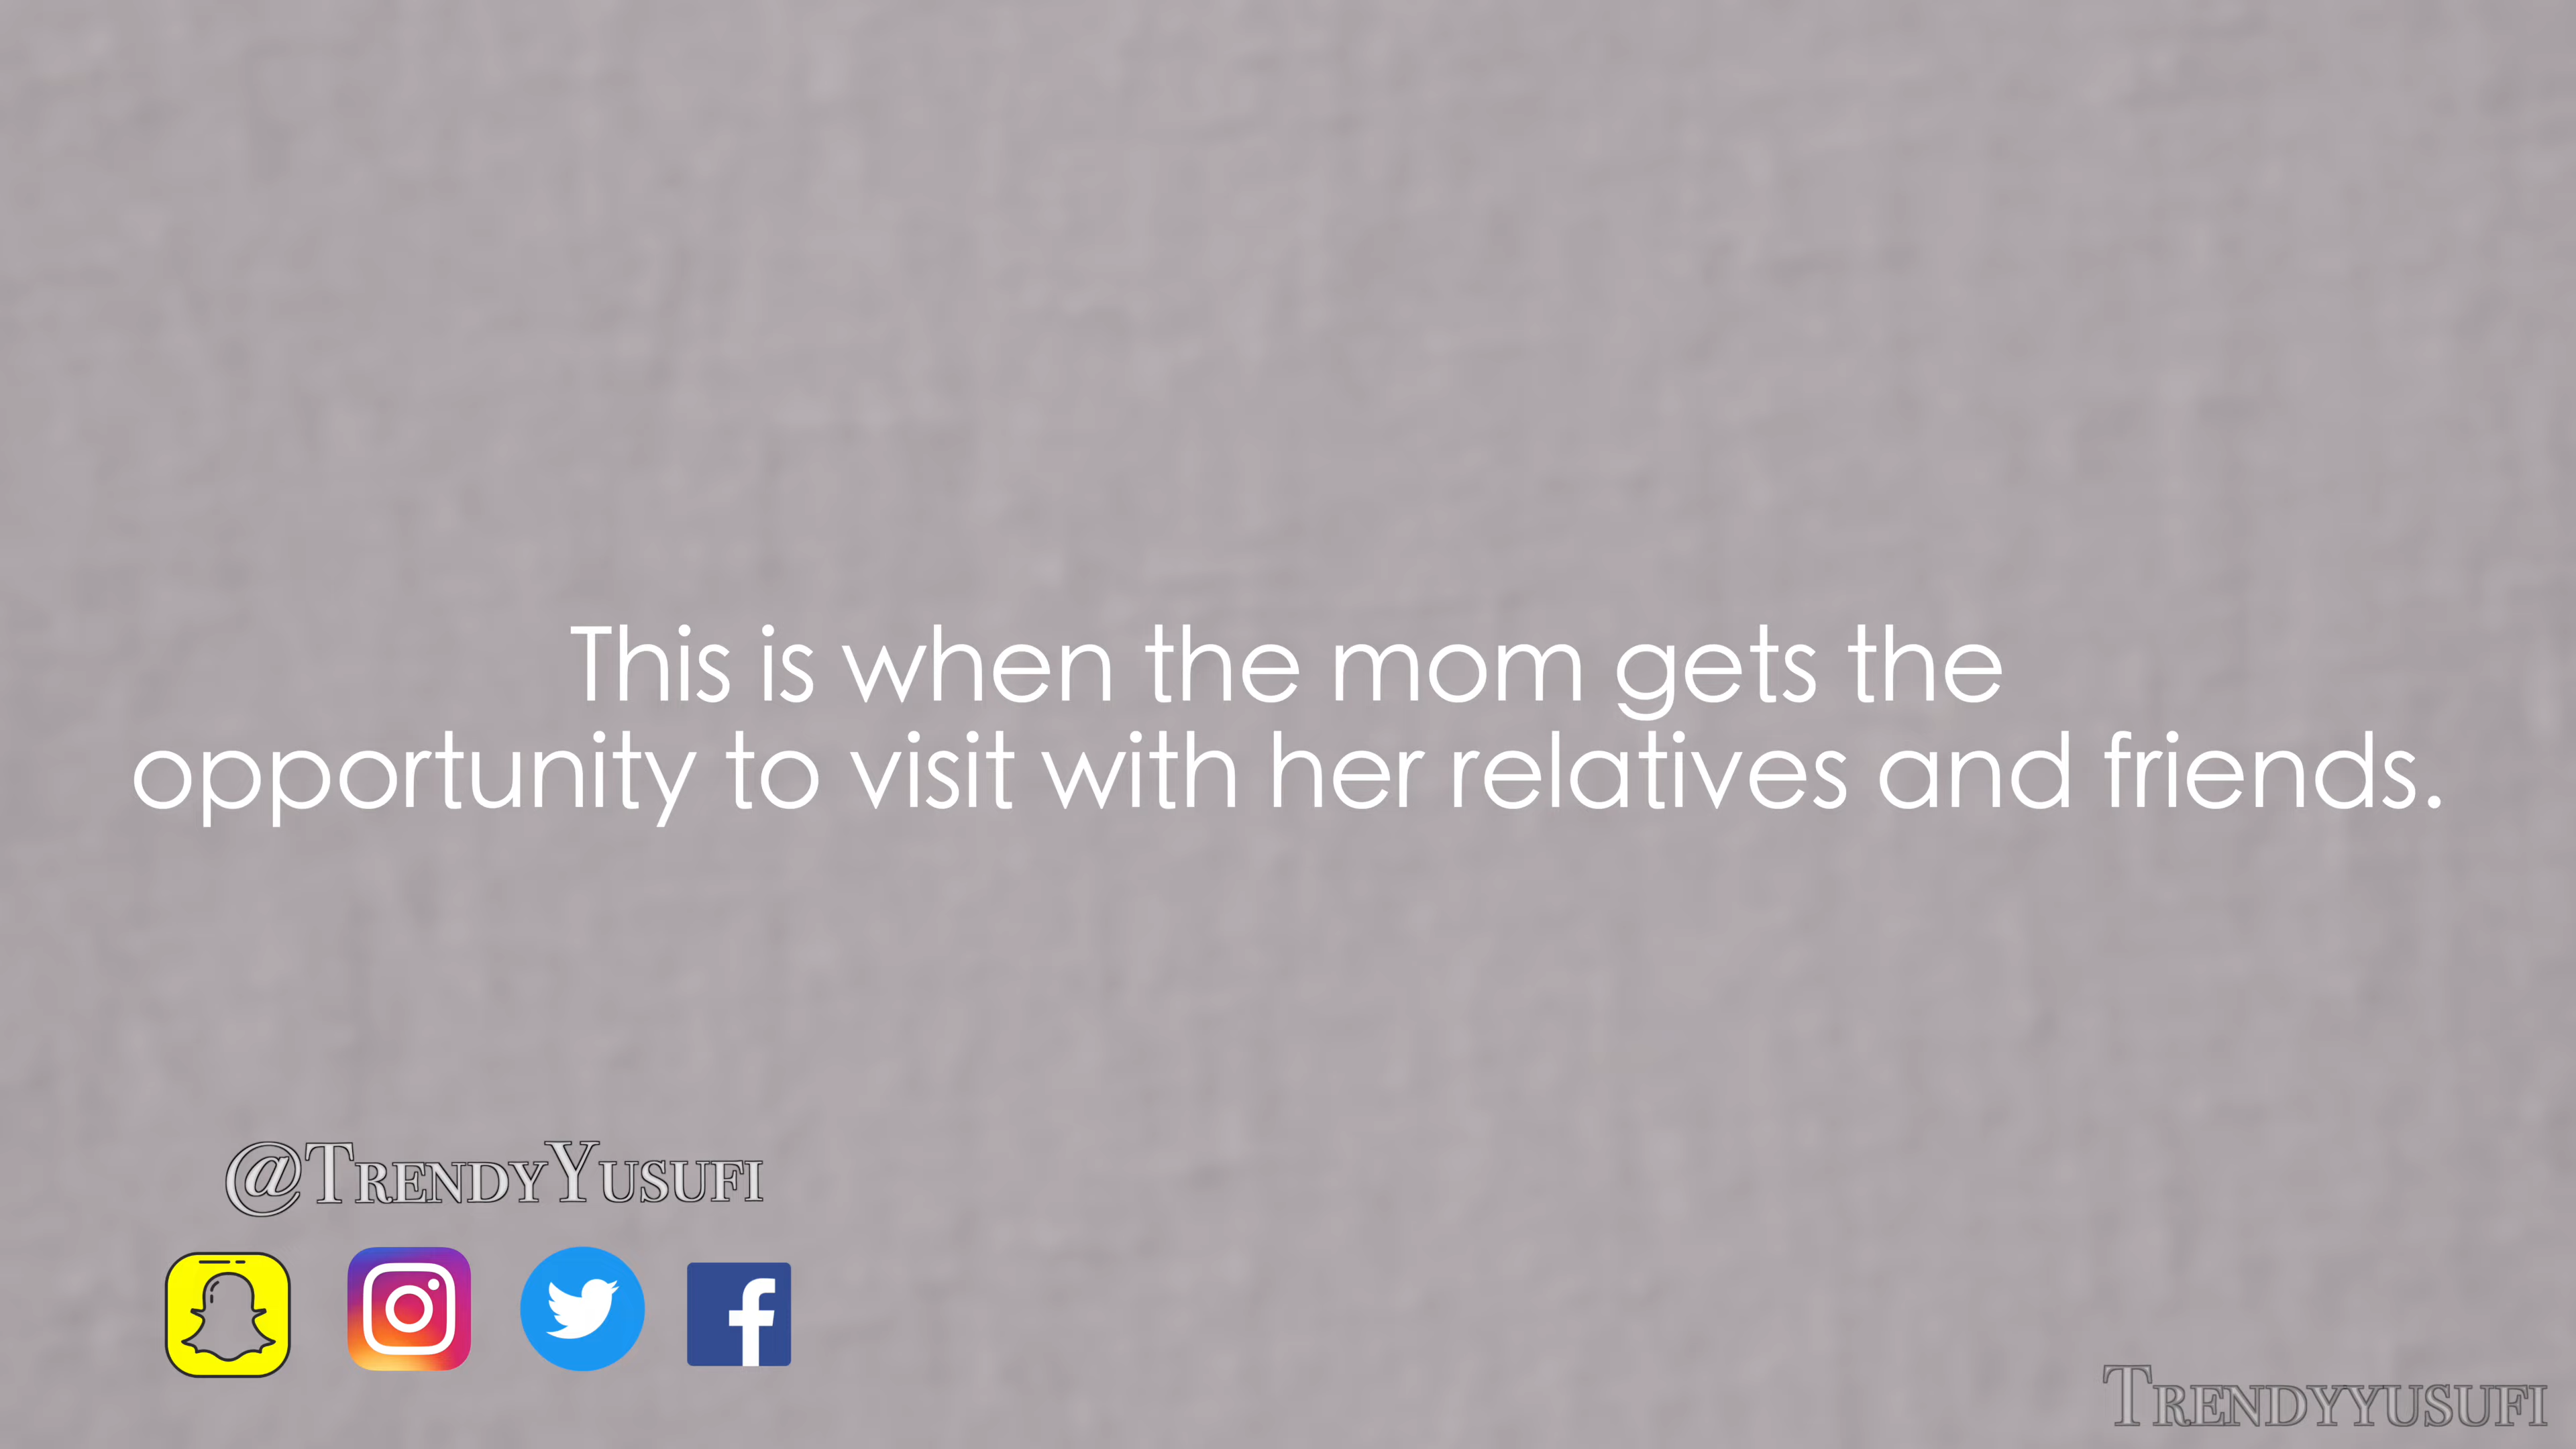 This is when the mom gets the
opportunity to visit with her relatives and friends.
@TrendyYusufi
Trendyyusufi